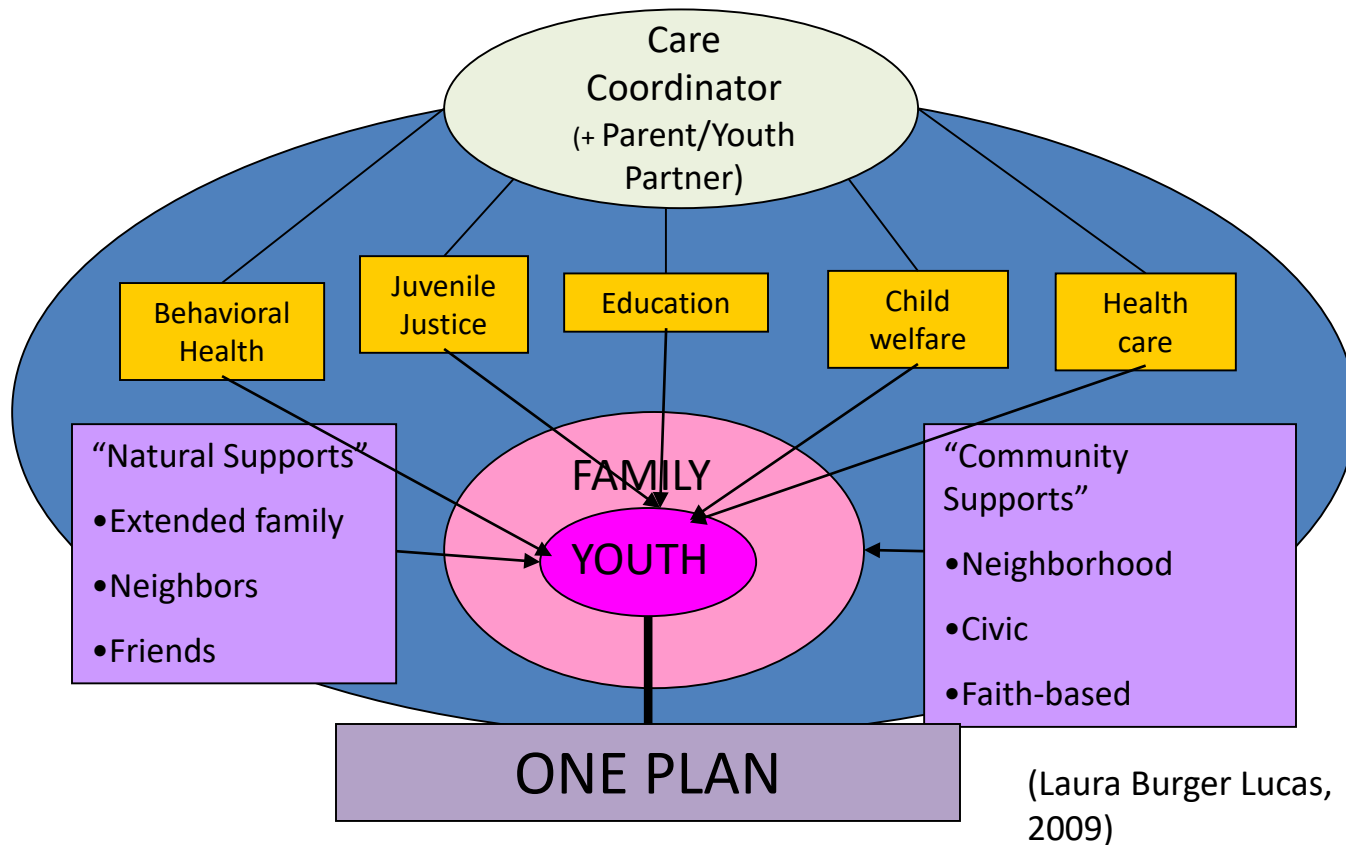 Care
Coordinator
(+ Parent/Youth
Partner)
Behavioral
Health
Juvenile
Justice
Education
Child
welfare
Health
care
“Natural Supports”
•Extended family
•Neighbors
•Friends
FAMILY
YOUTH
“Community
Supports”
•Neighborhood
•Civic
•Faith-based
ONE PLAN
(Laura Burger Lucas,
2009)